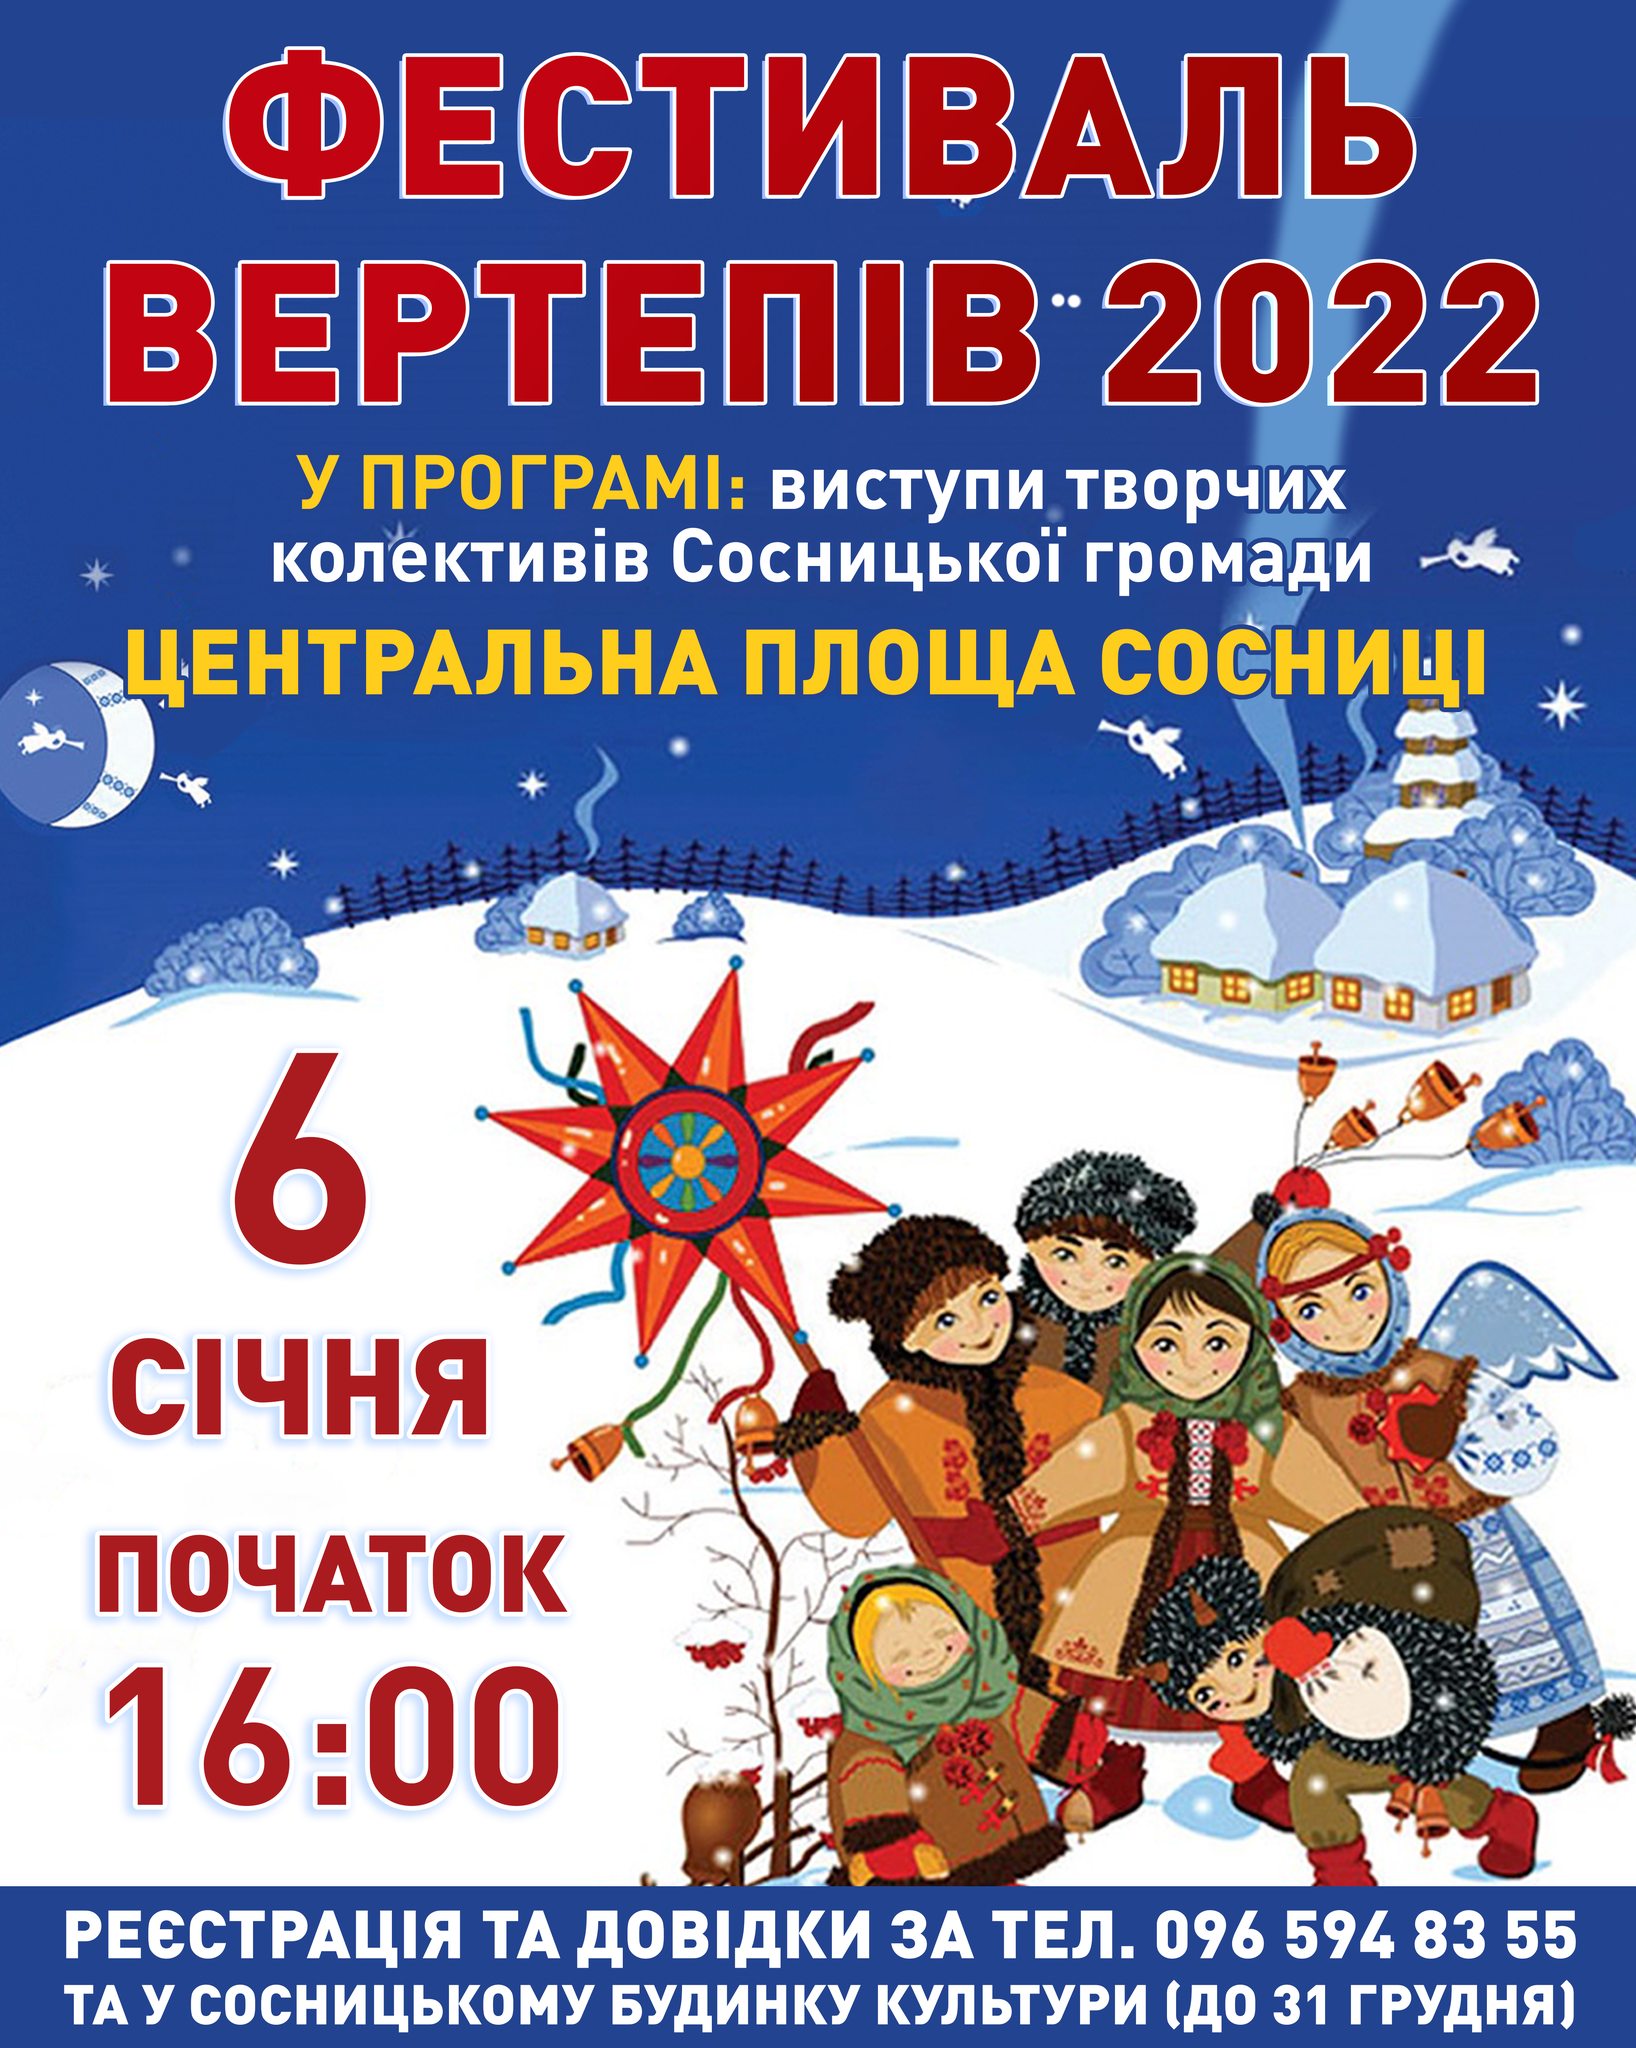 ФЕСТИВАЛЬ
ВЕРТЕПІВ 2022
У ПРОГРАМІ: виступи творчих
колективів Сосницької громади
ЦЕНТРАЛЬНА ПЛОЩА СОСНИЦІ
6
СІЧНЯ
ПОЧАТОК
16:00
РЕЄСТРАЦІЯ ТА ДОВІДКИ ЗА ТЕЛ. 096 594 83 55
ТА У СОСНИЦЬКОМУ БУДИНКУ КУЛЬТУРИ (ДО 31 ГРУДНЯ)